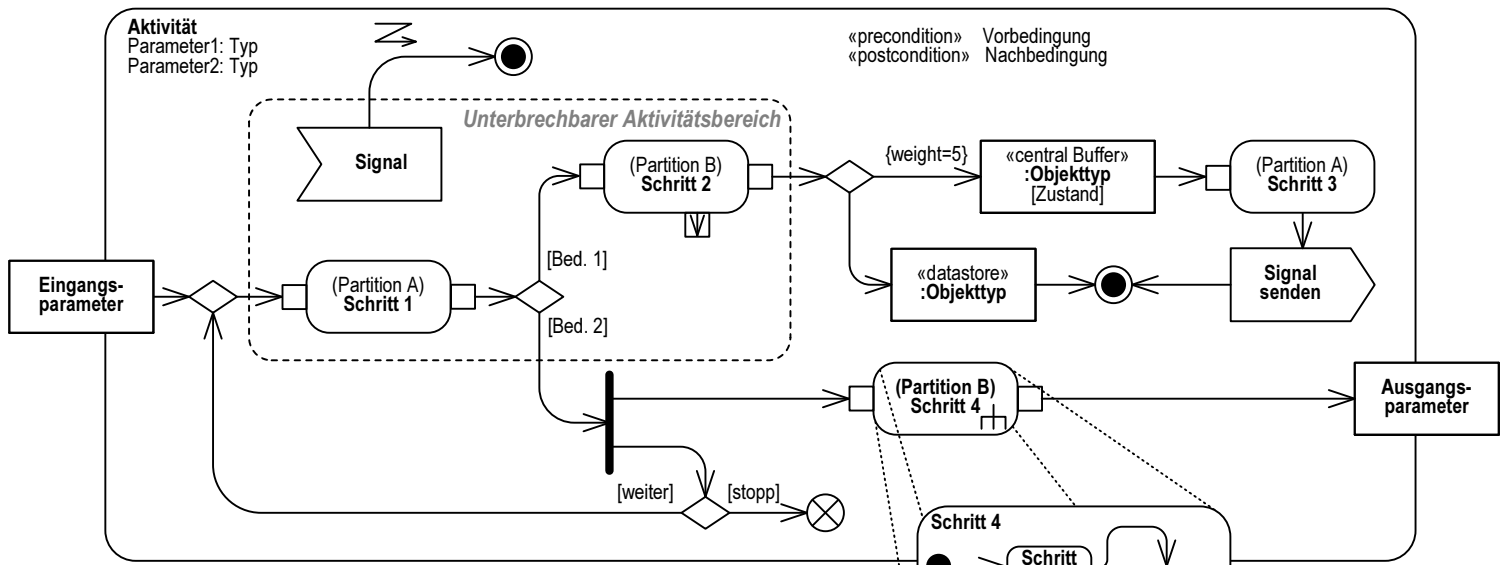 Aktivität
Parameter1: Typ
Parameter2: Typ
«precondition» Vorbedingung
«postcondition» Nachbedingung
Unterbrechbarer Aktivitätsbereich
Signal
(Partition B)
Schritt 2
{weight=5}
«central Buffer»
:Objekttyp
[Zustand]
(Partition A)
Schritt 3
Eingangs-
parameter
(Partition A)
Schritt 1
[Bed. 1]
[Bed. 2]
«datastore»
:Objekttyp
Signal
senden
(Partition B)
Schritt 4
Ausgangs-
parameter
[weiter]
[stopp]
Schritt 4
Schritt